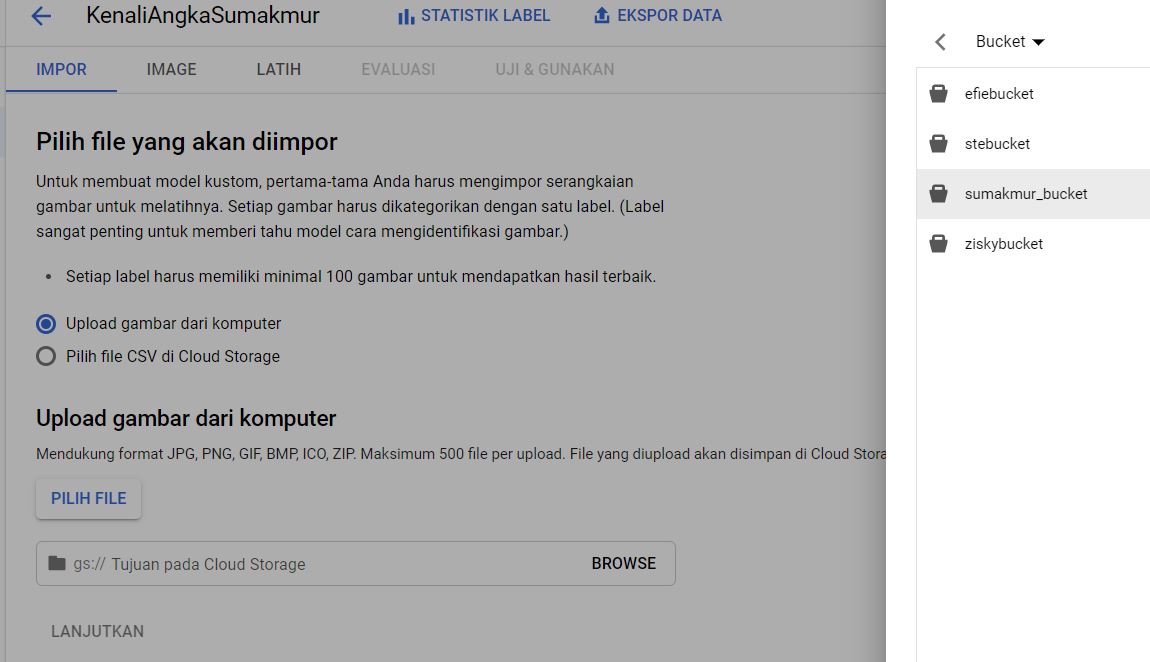 KenaliAngkaSumakmur
STATISTIK LABEL
EKSPOR DATA
IMPOR
IMAGE
LATIH
EVALUASI
UJI & GUNAKAN
Pilih file yang akan diimpor
Untuk membuat model kustom, pertama-tama Anda harus mengimpor serangkaian
gambar untuk melatihnya. Setiap gambar harus dikategorikan dengan satu label. (Label
sangat penting untuk memberi tahu model cara mengidentifikasi gambar.)
• Setiap label harus memiliki minimal 100 gambar untuk mendapatkan hasil terbaik.
Upload gambar dari komputer
Pilih file CSV di Cloud Storage
Upload gambar dari komputer
Mendukung format JPG, PNG, GIF, BMP, ICO, ZIP. Maksimum 500 file per upload. File yang diupload akan disimpan di Cloud Stora
PILIH FILE
gs:// Tujuan pada Cloud Storage
BROWSE
LANJUTKAN
Bucket
efiebucket
stebucket
sumakmur_bucket
ziskybucket